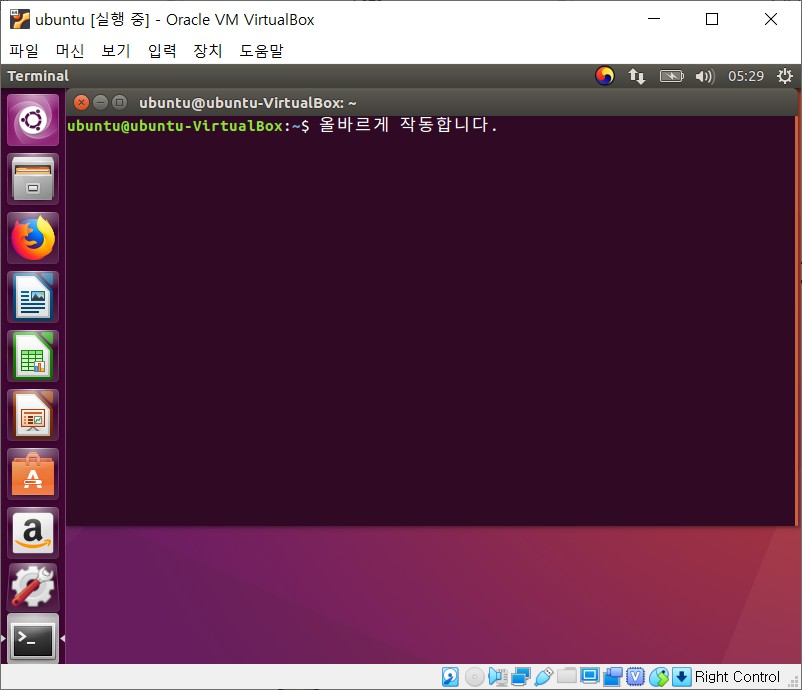 ubuntu [실행 중] - Oracle VM VirtualBox
파일 머신 보기 입력 장치 도움말
Terminal 05:29
ubuntu@ubuntu-VirtualBox: ~
ubuntu@ubuntu-VirtualBox:~$ 올바르게 작동합니다.
a
>_
Right Control